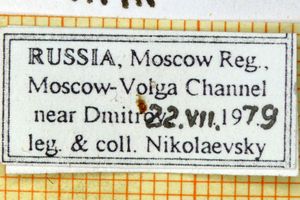 RUSSIA, Moscow Reg.,
Moscow-Volga Channel
near Dmitrov 22.VII.1979
leg. & coll. Nikolaevsky